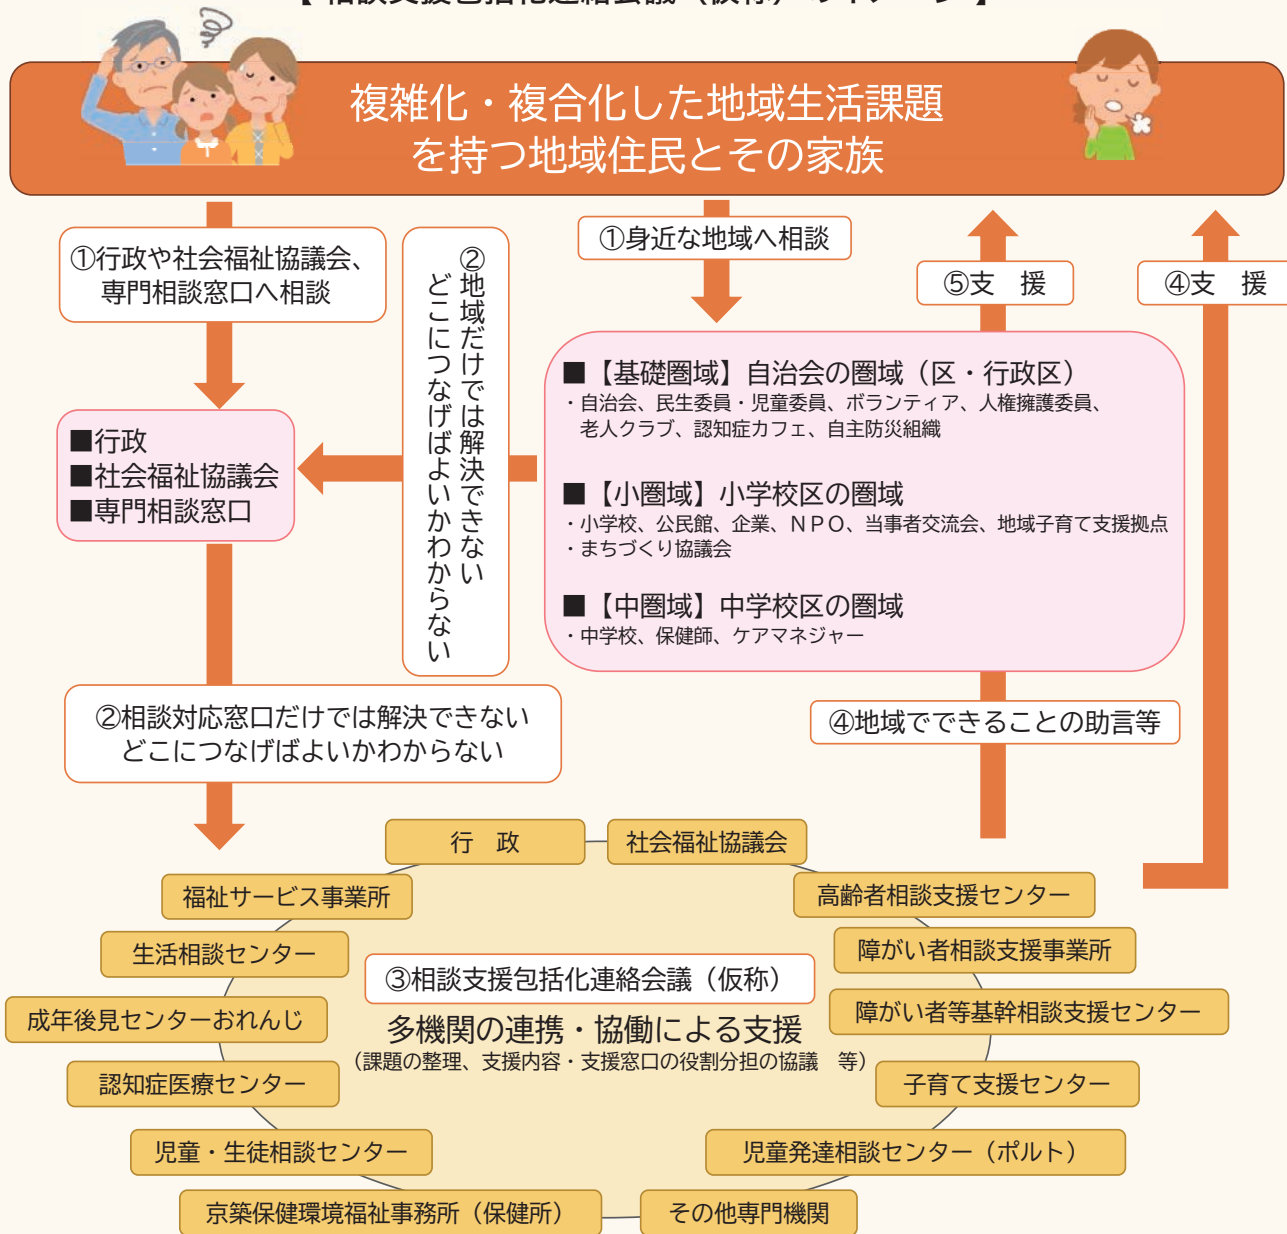 【 相談支援包括化連絡会議（仮称）のイメージ 】
複雑化・複合化した地域生活課題
を持つ地域住民とその家族
①行政や社会福祉協議会、
専門相談窓口へ相談
②地域だけでは解決できない
どこにつなげばよいかわからない
①身近な地域へ相談
⑤支　援
④支　援
■行政
■社会福祉協議会
■専門相談窓口
■【基礎圏域】自治会の圏域（区・行政区）
・自治会、民生委員・児童委員、ボランティア、人権擁護委員、
老人クラブ、認知症カフェ、自主防災組織
■【小圏域】小学校区の圏域
・小学校、公民館、企業、ＮＰＯ、当事者交流会、地域子育て支援拠点
・まちづくり協議会
■【中圏域】中学校区の圏域
・中学校、保健師、ケアマネジャー
②相談対応窓口だけでは解決できない
どこにつなげばよいかわからない
④地域でできることの助言等
行　政
社会福祉協議会
福祉サービス事業所
高齢者相談支援センター
生活相談センター
障がい者相談支援事業所
③相談支援包括化連絡会議（仮称）
成年後見センターおれんじ
障がい者等基幹相談支援センター
多機関の連携・協働による支援
（課題の整理、支援内容・支援窓口の役割分担の協議　等）
認知症医療センター
子育て支援センター
児童・生徒相談センター
児童発達相談センター（ポルト）
京築保健環境福祉事務所（保健所）
その他専門機関